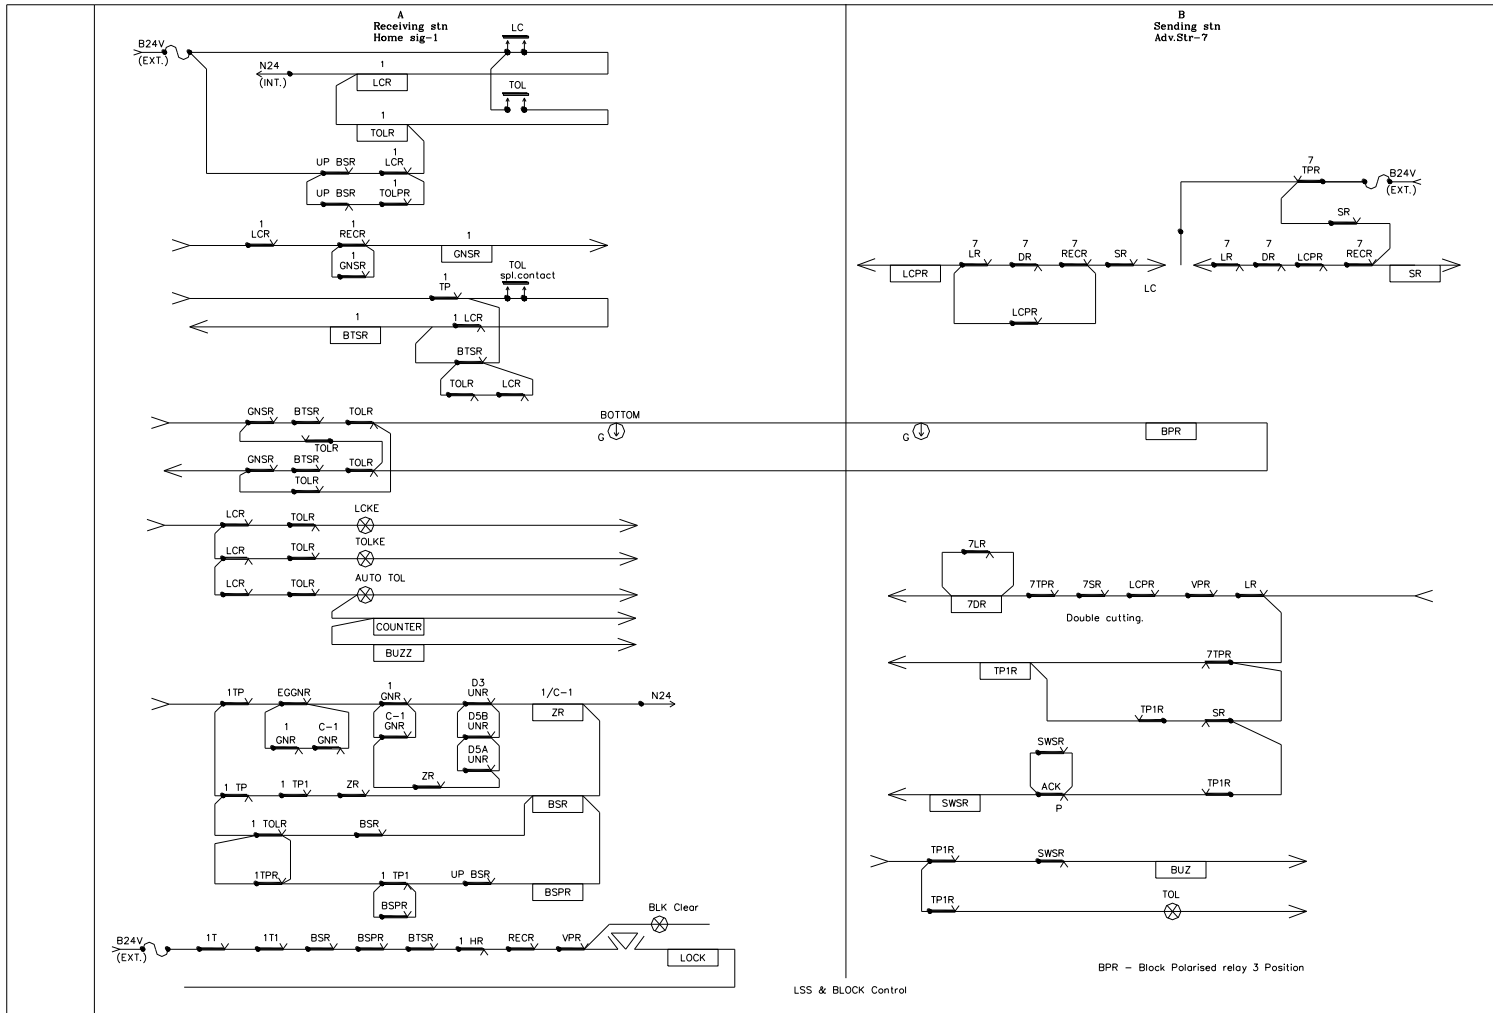 A
Receiving stn
Home sig-1
B
Sending stn
Adv.Str-7
B24V
(EXT.)
LC
N24
(INT.)
1
LCR
TOL
1
TOLR
UP BSR
1
LCR
UP BSR
1
TOLPR
7
TPR
B24V
(EXT.)
SR
1
LCR
1
RECR
1
GNSR
1
GNSR
7
LR
7
DR
7
RECR
SR
LCPR
LC
LCPR
7
LR
7
DR
LCPR
7
RECR
SR
TOL
spl.contact
1
TP
1
BTSR
1 LCR
BTSR
TOLR
LCR
GNSR
BTSR
TOLR
BOTTOM
G
G
BPR
TOLR
GNSR
BTSR
TOLR
TOLR
LCR
TOLR
LCKE
LCR
TOLR
TOLKE
LCR
TOLR
AUTO TOL
COUNTER
BUZZ
7LR
7DR
7TPR
7SR
LCPR
VPR
LR
Double cutting.
TP1R
7TPR
TP1R
SR
SWSR
ACK
P
TP1R
SWSR
1TP
EGGNR
1
GNR
D3
UNR
1/C-1
ZR
N24
1
GNR
C-1
GNR
C-1
GNR
D5B
UNR
D5A
UNR
ZR
1 TP
1 TP1
ZR
BSR
1 TOLR
BSR
1TPR
1 TP1
UP BSR
BSPR
BSPR
TP1R
SWSR
BUZ
TP1R
TOL
B24V
(EXT.)
1T
1T1
BSR
BSPR
BTSR
1 HR
RECR
VPR
BLK Clear
LOCK
BPR - Block Polarised relay 3 Position
LSS & BLOCK Control